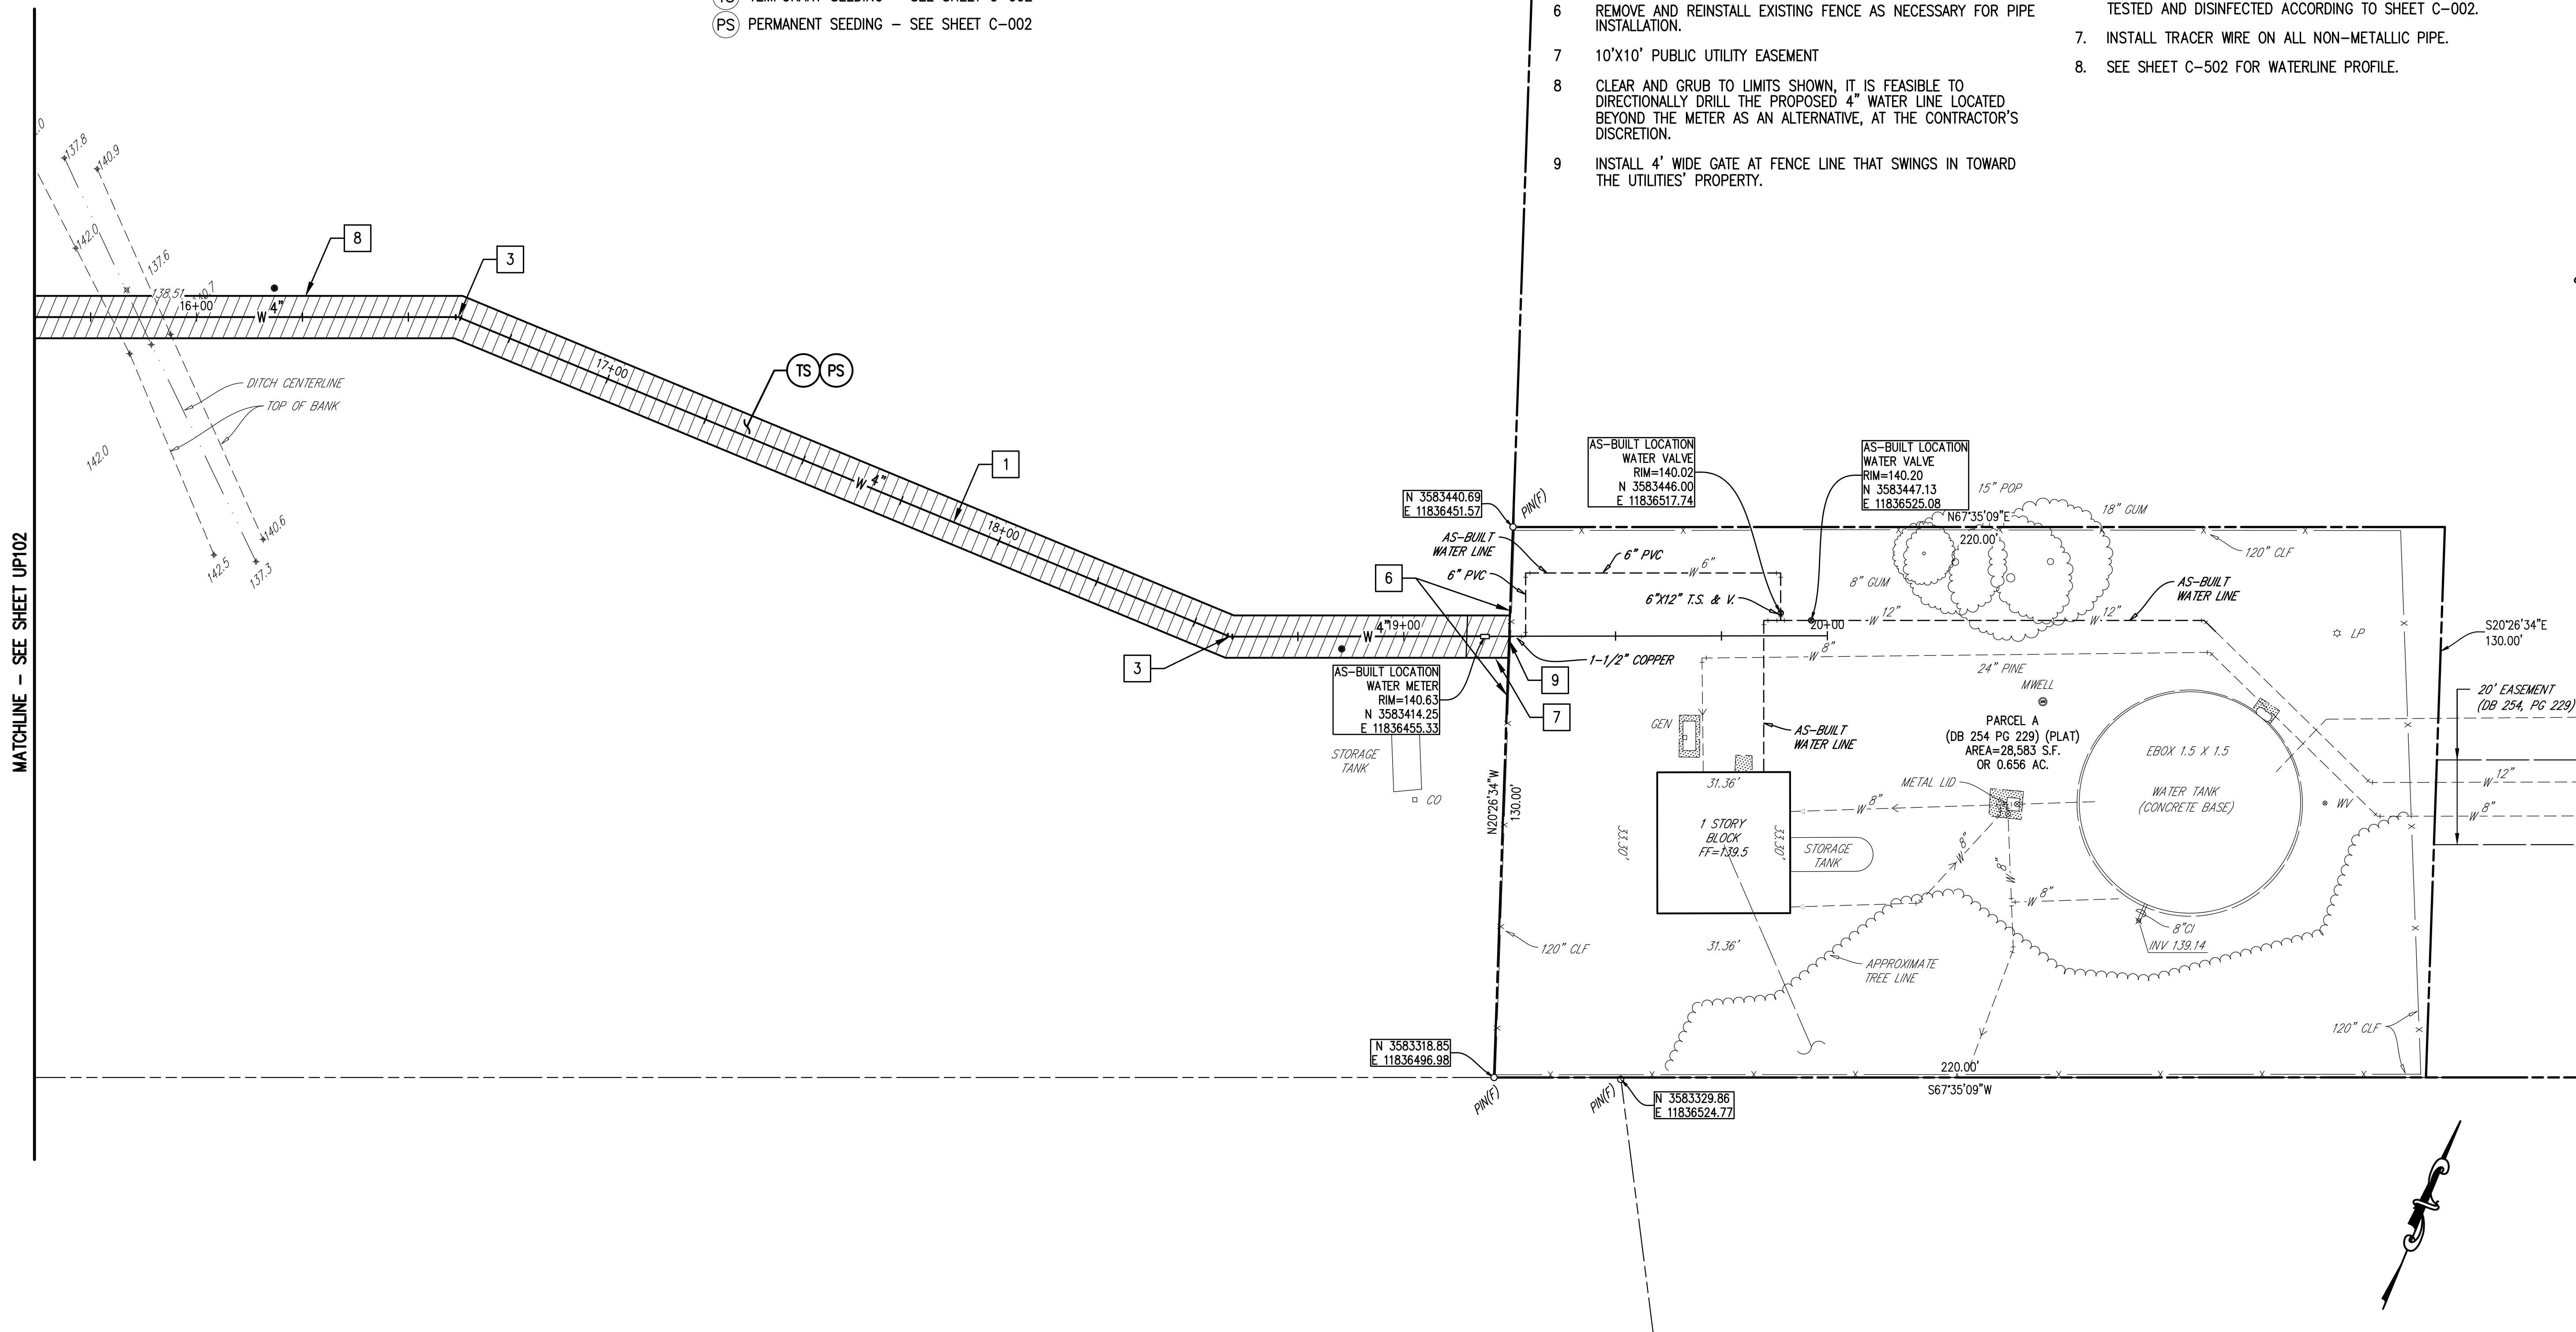 PS PERMANENT SEEDING – SEE SHEET C-002
6 REMOVE AND REINSTALL EXISTING FENCE AS NECESSARY FOR PIPE
INSTALLATION.
7 10'X10' PUBLIC UTILITY EASEMENT
8 CLEAR AND GRUB TO LIMITS SHOWN, IT IS FEASIBLE TO
DIRECTIONALLY DRILL THE PROPOSED 4" WATER LINE LOCATED
BEYOND THE METER AS AN ALTERNATIVE, AT THE CONTRACTOR'S
DISCRETION.
9 INSTALL 4' WIDE GATE AT FENCE LINE THAT SWINGS IN TOWARD
THE UTILITIES' PROPERTY.
TESTED AND DISINFECTED ACCORDING TO SHEET C-002.
7. INSTALL TRACER WIRE ON ALL NON-METALLIC PIPE.
8. SEE SHEET C-502 FOR WATERLINE PROFILE.
MATCHLINE – SEE SHEET UP102
137.8
140.9
142.0
137.6
138.51
16+00
W 4"
8
3
DITCH CENTERLINE
TOP OF BANK
142.0
142.5
137.3
140.6
17+00
TS PS
W 4"
1
18+00
3
W 4"
19+00
6
AS-BUILT LOCATION
WATER METER
RIM=140.63
N 3583414.25
E 11836455.33
STORAGE
TANK
CO
9
7
N 3583440.69
E 11836451.57
PIN(F)
AS-BUILT
WATER LINE
6" PVC
6" PVC
W 6"
6"X12" T.S. & V.
AS-BUILT LOCATION
WATER VALVE
RIM=140.02
N 3583446.00
E 11836517.74
AS-BUILT LOCATION
WATER VALVE
RIM=140.20
N 3583447.13
E 11836525.08
15" POP
18" GUM
N67°35'09"E
220.00'
120" CLF
8" GUM
AS-BUILT
WATER LINE
20+00
W 12"
W 12"
1-1/2" COPPER
W 8"
24" PINE
MWELL
LP
S20°26'34"E
130.00'
20' EASEMENT
(DB 254, PG 229)
GEN
AS-BUILT
WATER LINE
PARCEL A
(DB 254 PG 229) (PLAT)
AREA=28,583 S.F.
OR 0.656 AC.
EBOX 1.5 X 1.5
WATER TANK
(CONCRETE BASE)
WV
W 12"
W 8"
METAL LID
N20°26'34"W
130.00'
31.36'
33.30'
1 STORY
BLOCK
FF=139.5
33.30'
STORAGE
TANK
W 8"
W 8"
W 8"
W 8"
8"CI
INV 139.14
31.36'
APPROXIMATE
TREE LINE
120" CLF
120" CLF
N 3583318.85
E 11836496.98
PIN(F)
PIN(F)
N 3583329.86
E 11836524.77
220.00'
S67°35'09"W